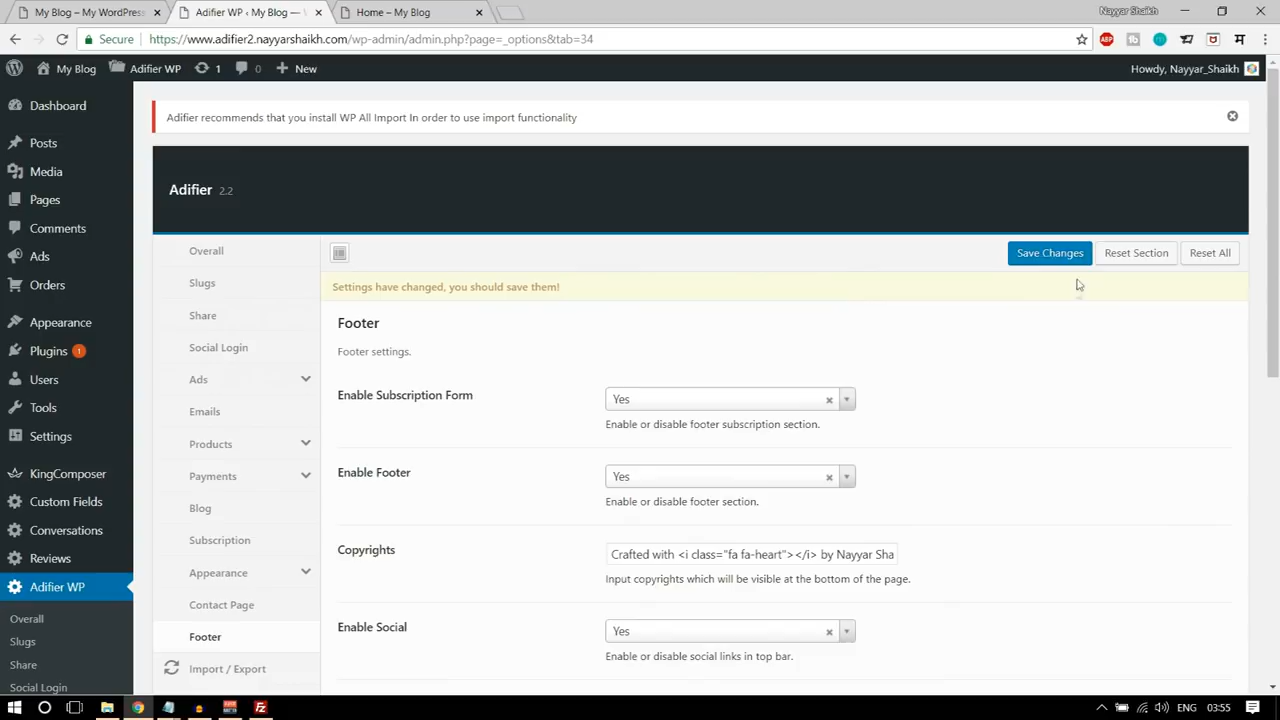 My Blog – My WordPress
Adifier WP ‹ My Blog —
Home – My Blog
Nayyar Shaikh
Secure
https://www.adifier2.nayyarshaikh.com/wp-admin/admin.php?page=_options&tab=34
My Blog
Adifier WP
1
0
New
Howdy, Nayyar_Shaikh
Dashboard
Posts
Media
Pages
Comments
Ads
Orders
Appearance
Plugins 1
Users
Tools
Settings
KingComposer
Custom Fields
Conversations
Reviews
Adifier WP
Overall
Slugs
Share
Social Login
Adifier recommends that you install WP All Import In order to use import functionality
Adifier 2.2
Overall
Slugs
Share
Social Login
Ads
Emails
Products
Payments
Blog
Subscription
Appearance
Contact Page
Footer
Import / Export
Save Changes
Reset Section
Reset All
Settings have changed, you should save them!
Footer
Footer settings.
Enable Subscription Form
Yes
Enable or disable footer subscription section.
Enable Footer
Yes
Enable or disable footer section.
Copyrights
Crafted with <i class="fa fa-heart"></i> by Nayyar Sha
Input copyrights which will be visible at the bottom of the page.
Enable Social
Yes
Enable or disable social links in top bar.
ENG
03:55